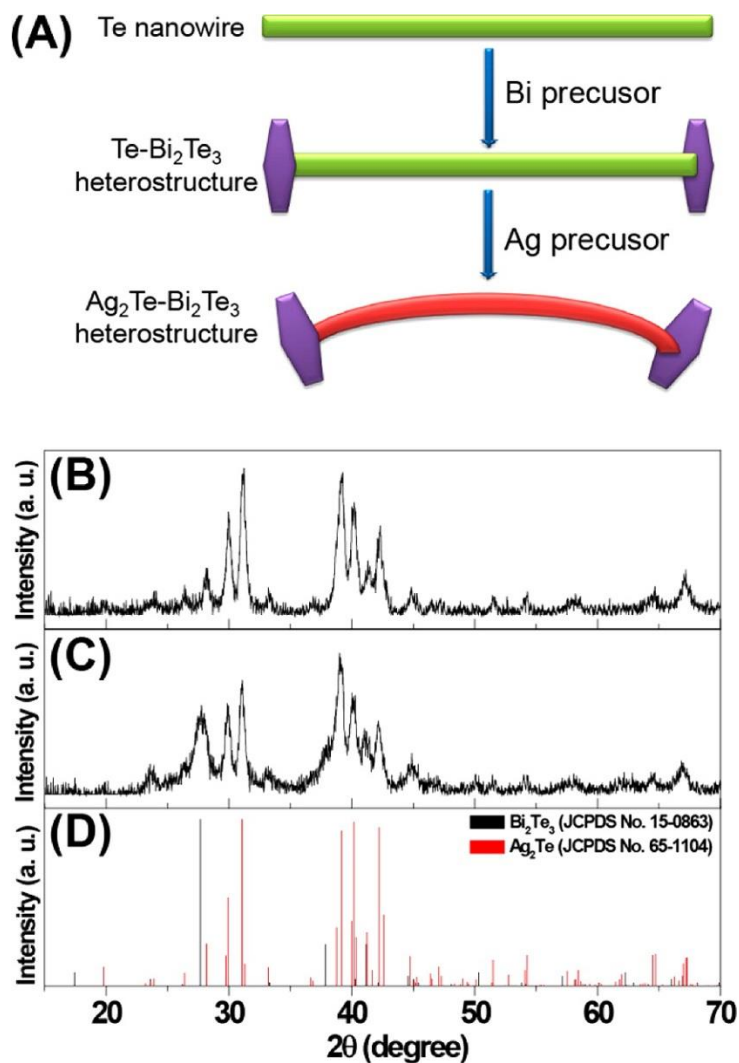 (A)
Te nanowire
Bi precusor
Te-Bi₂Te₃
heterostructure
Ag precusor
Ag₂Te-Bi₂Te₃
heterostructure
(B)
Intensity (a. u.)
(C)
Intensity (a. u.)
(D)
Bi₂Te₃ (JCPDS No. 15-0863)
Ag₂Te (JCPDS No. 65-1104)
Intensity (a. u.)
20 30 40 50 60 70
2θ (degree)